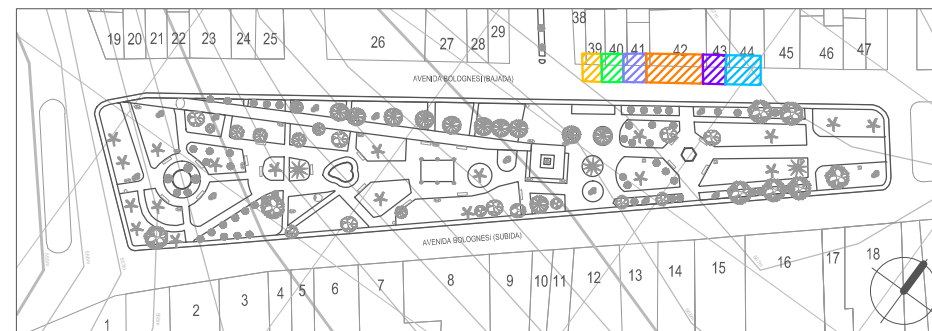 38
19 20 21 22 23 24 25 26 27 28 29 39 40 41 42 43 44 45 46 47
AVENIDA BOLOGNESI (BAJADA)
AVENIDA BOLOGNESI (SUBIDA)
1 2 3 4 5 6 7 8 9 10 11 12 13 14 15 16 17 18